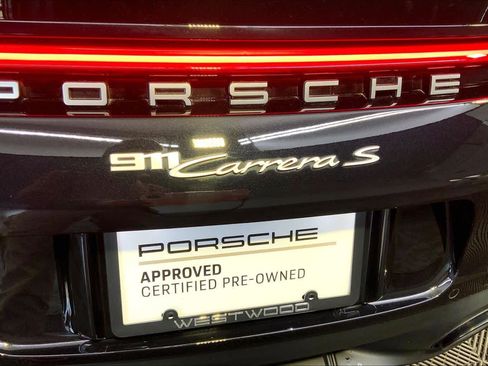 PORSCHE
911 Carrera S
PORSCHE
APPROVED
CERTIFIED PRE-OWNED
WESTWOOD